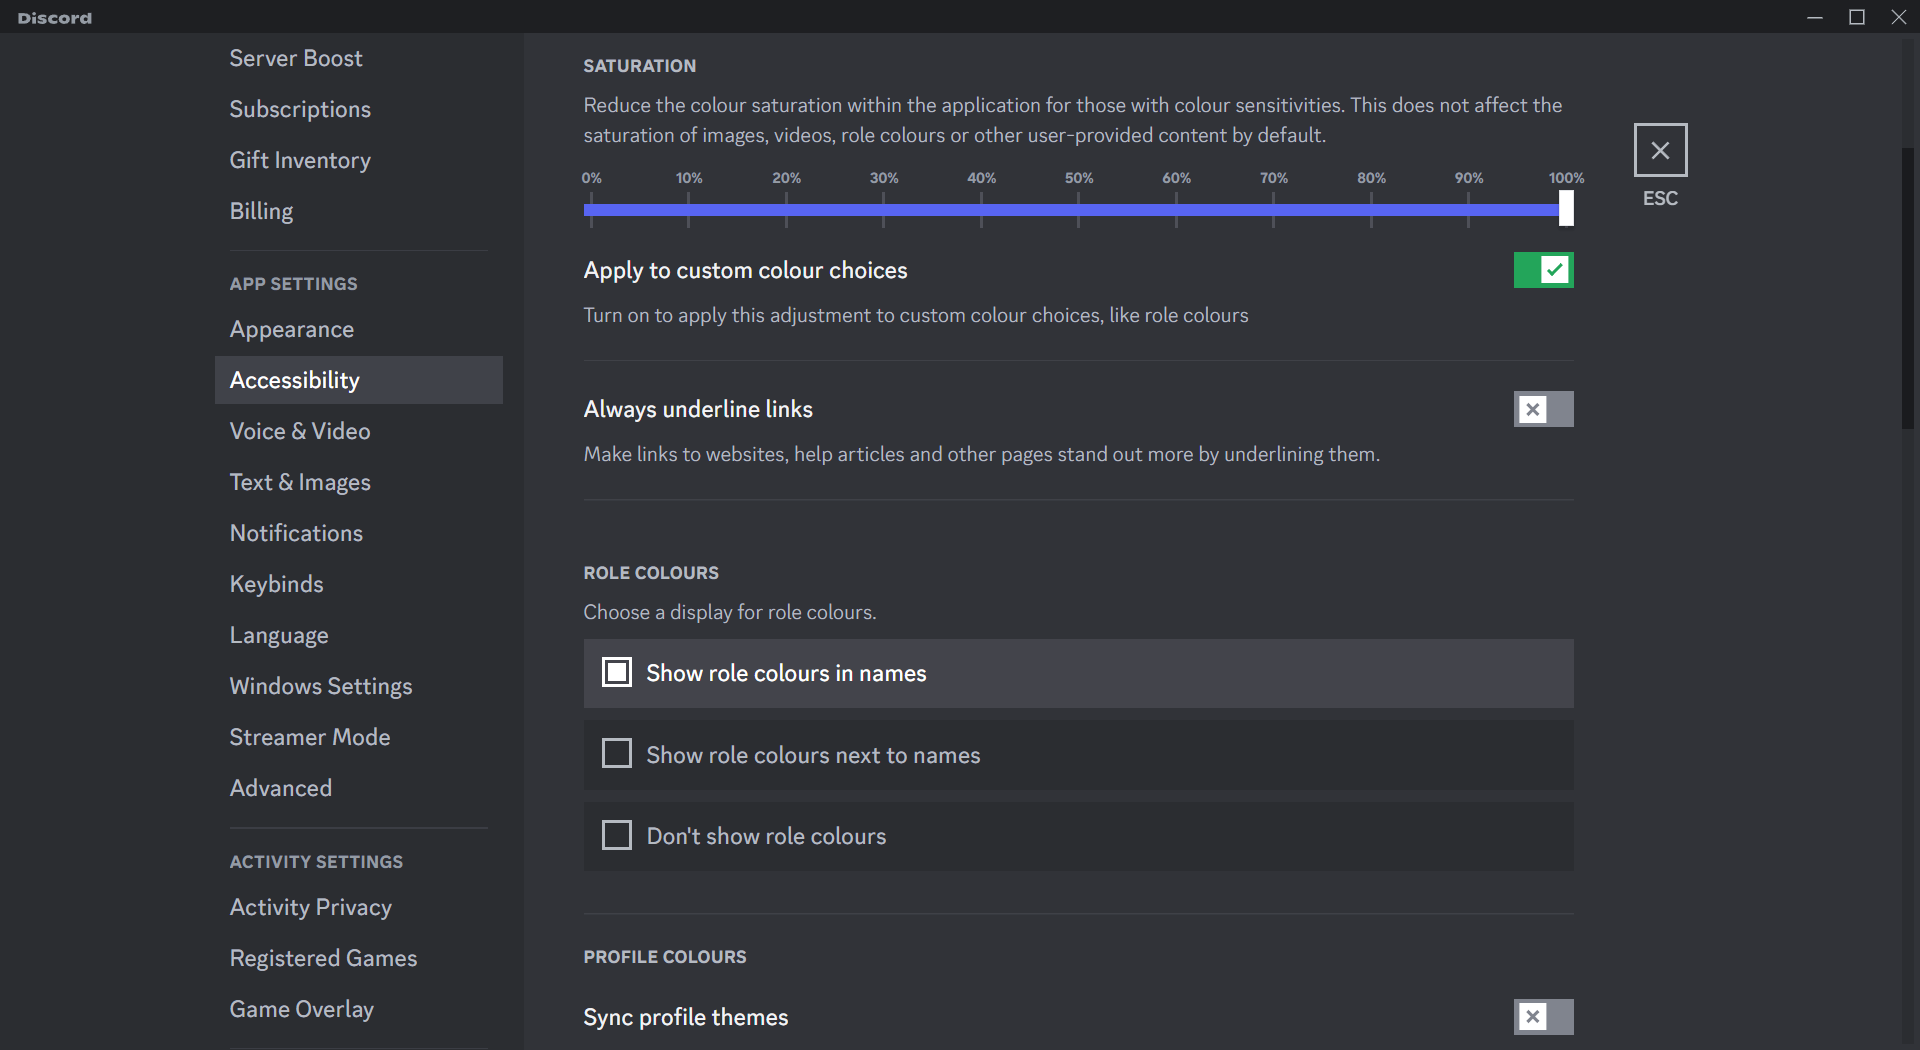 Discord
Server Boost
Subscriptions
Gift Inventory
Billing
APP SETTINGS
Appearance
Accessibility
Voice & Video
Text & Images
Notifications
Keybinds
Language
Windows Settings
Streamer Mode
Advanced
ACTIVITY SETTINGS
Activity Privacy
Registered Games
Game Overlay
SATURATION
Reduce the colour saturation within the application for those with colour sensitivities. This does not affect the
saturation of images, videos, role colours or other user-provided content by default.
0% 10% 20% 30% 40% 50% 60% 70% 80% 90% 100%
Apply to custom colour choices
Turn on to apply this adjustment to custom colour choices, like role colours
Always underline links
Make links to websites, help articles and other pages stand out more by underlining them.
ROLE COLOURS
Choose a display for role colours.
Show role colours in names
Show role colours next to names
Don't show role colours
PROFILE COLOURS
Sync profile themes
ESC